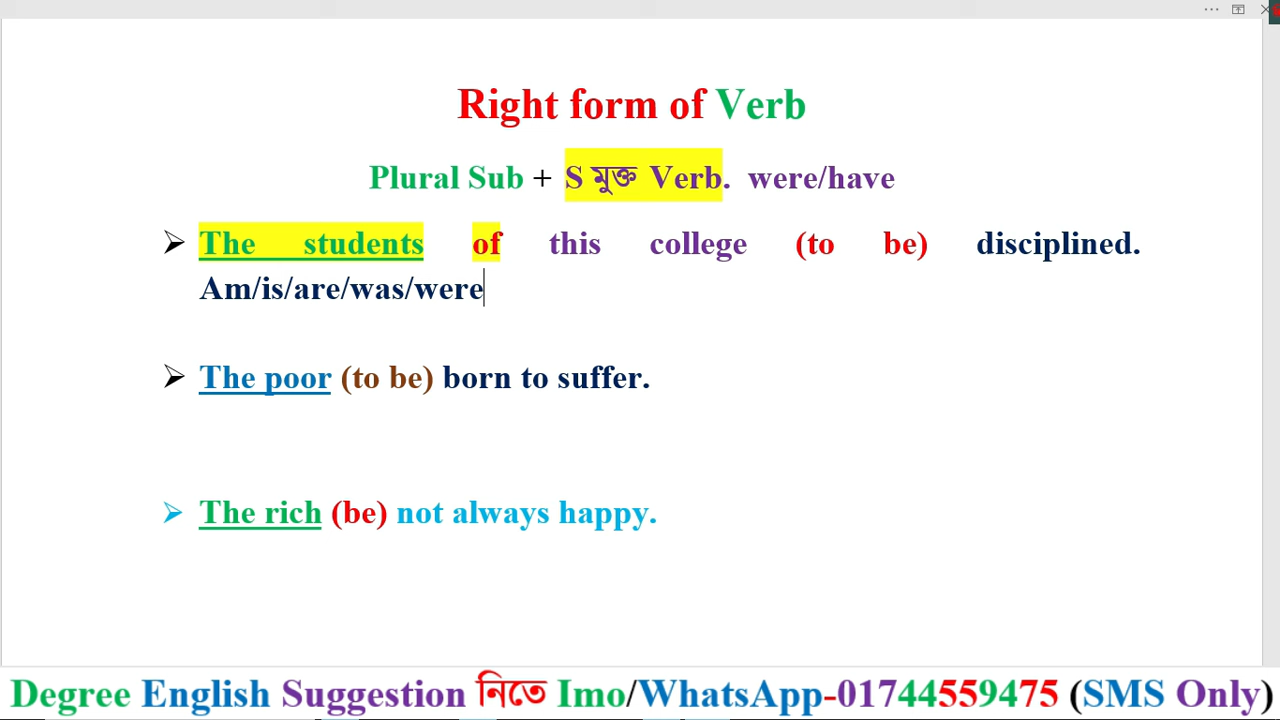 Right form of Verb
Plural Sub + S মুক্ত Verb. were/have
➢ The students of this college (to be) disciplined.
Am/is/are/was/were
➢ The poor (to be) born to suffer.
➢ The rich (be) not always happy.
Degree English Suggestion নিতে Imo/WhatsApp-01744559475 (SMS Only)